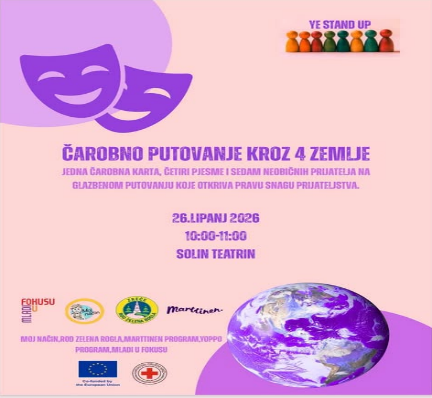 YE STAND UP
ČAROBNO PUTOVANJE KROZ 4 ZEMLJE
JEDNA ČAROBNA KARTA, ČETIRI PJESME I SEDAM NEOBIČNIH PRIJATELJA NA
GLAZBENOM PUTOVANJU KOJE OTKRIVA PRAVU SNAGU PRIJATELJSTVA.
26.LIPANJ 2026
10:00-11:00
SOLIN TEATRIN
FOKUSU
MLADI U
Marttinen
MOJ NAČIN,ROD ZELENA ROGLA,MARTTINEN PROGRAM,YOPPO
PROGRAM,MLADI U FOKUSU
Co-funded by
the European Union